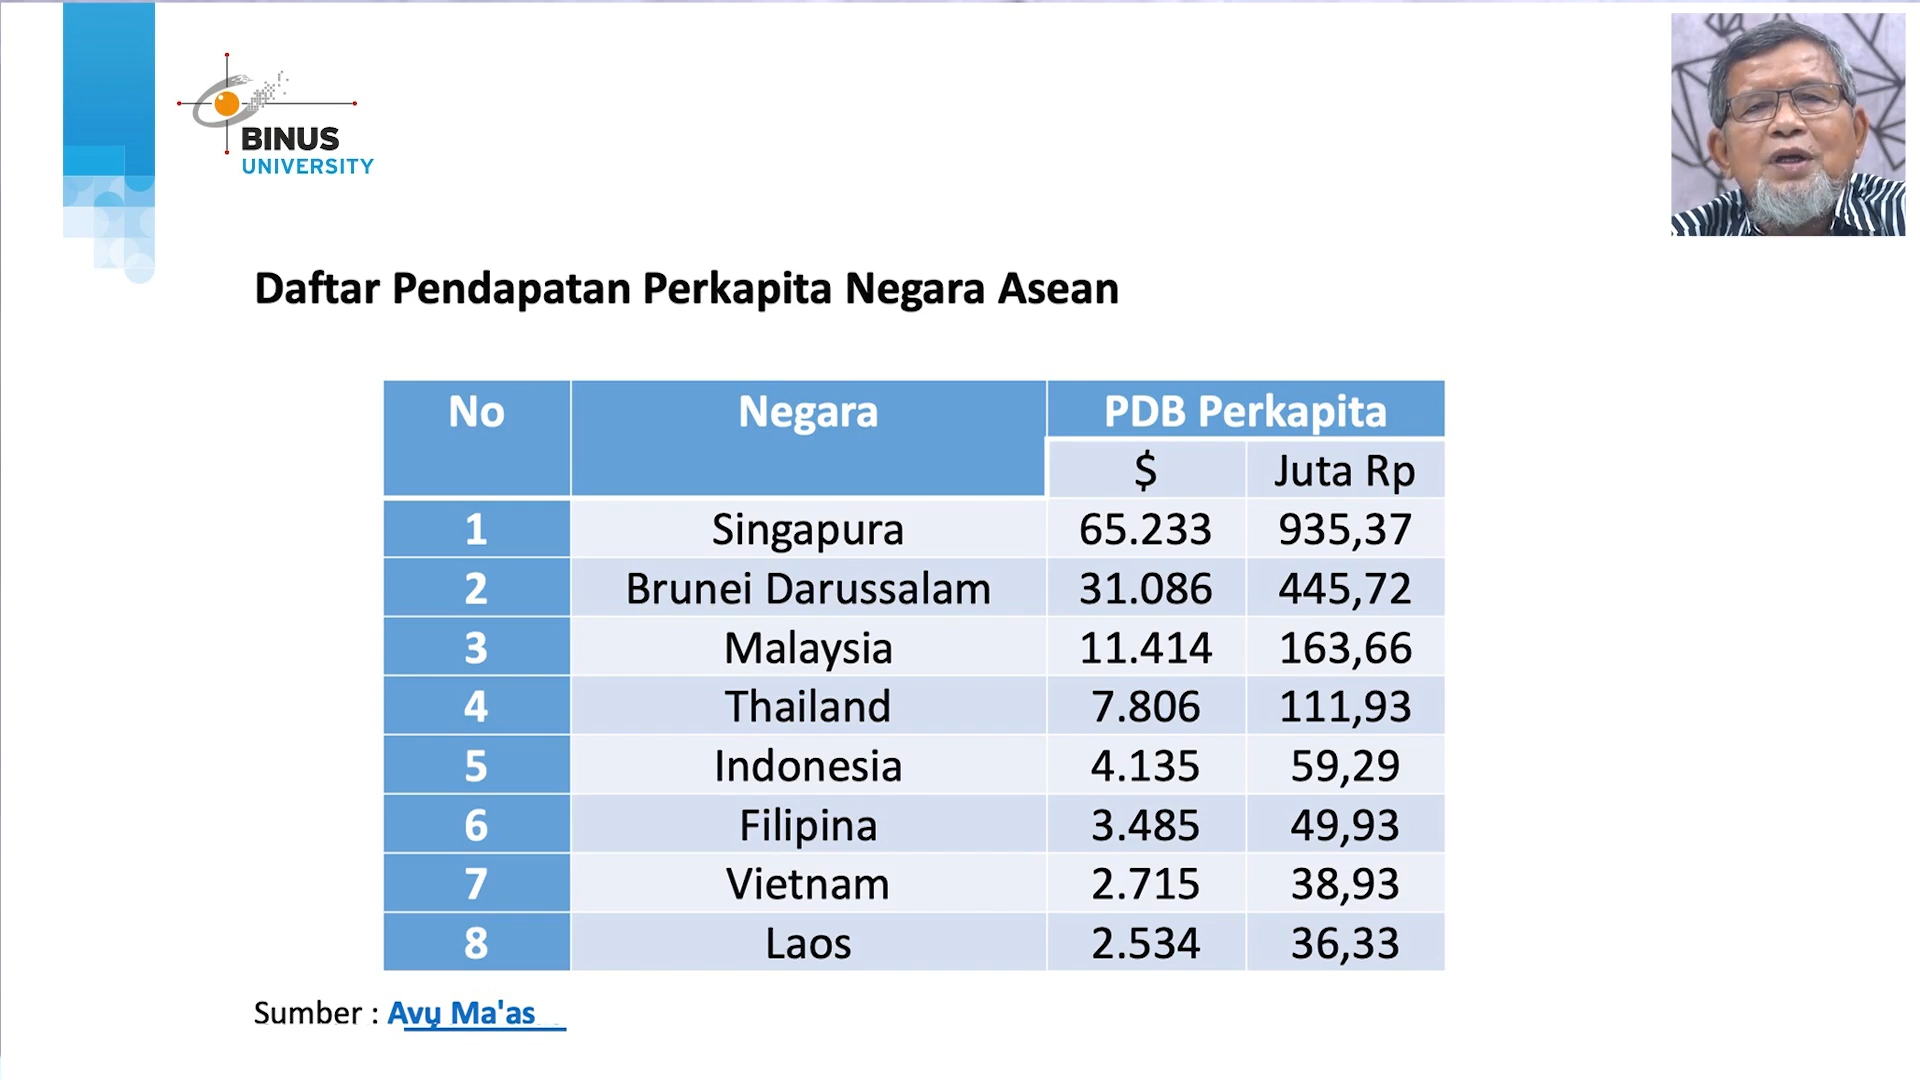 BINUS
UNIVERSITY
Daftar Pendapatan Perkapita Negara Asean
No Negara PDB Perkapita
$ Juta Rp
1 Singapura 65.233 935,37
2 Brunei Darussalam 31.086 445,72
3 Malaysia 11.414 163,66
4 Thailand 7.806 111,93
5 Indonesia 4.135 59,29
6 Filipina 3.485 49,93
7 Vietnam 2.715 38,93
8 Laos 2.534 36,33
Sumber : Avy Ma'as